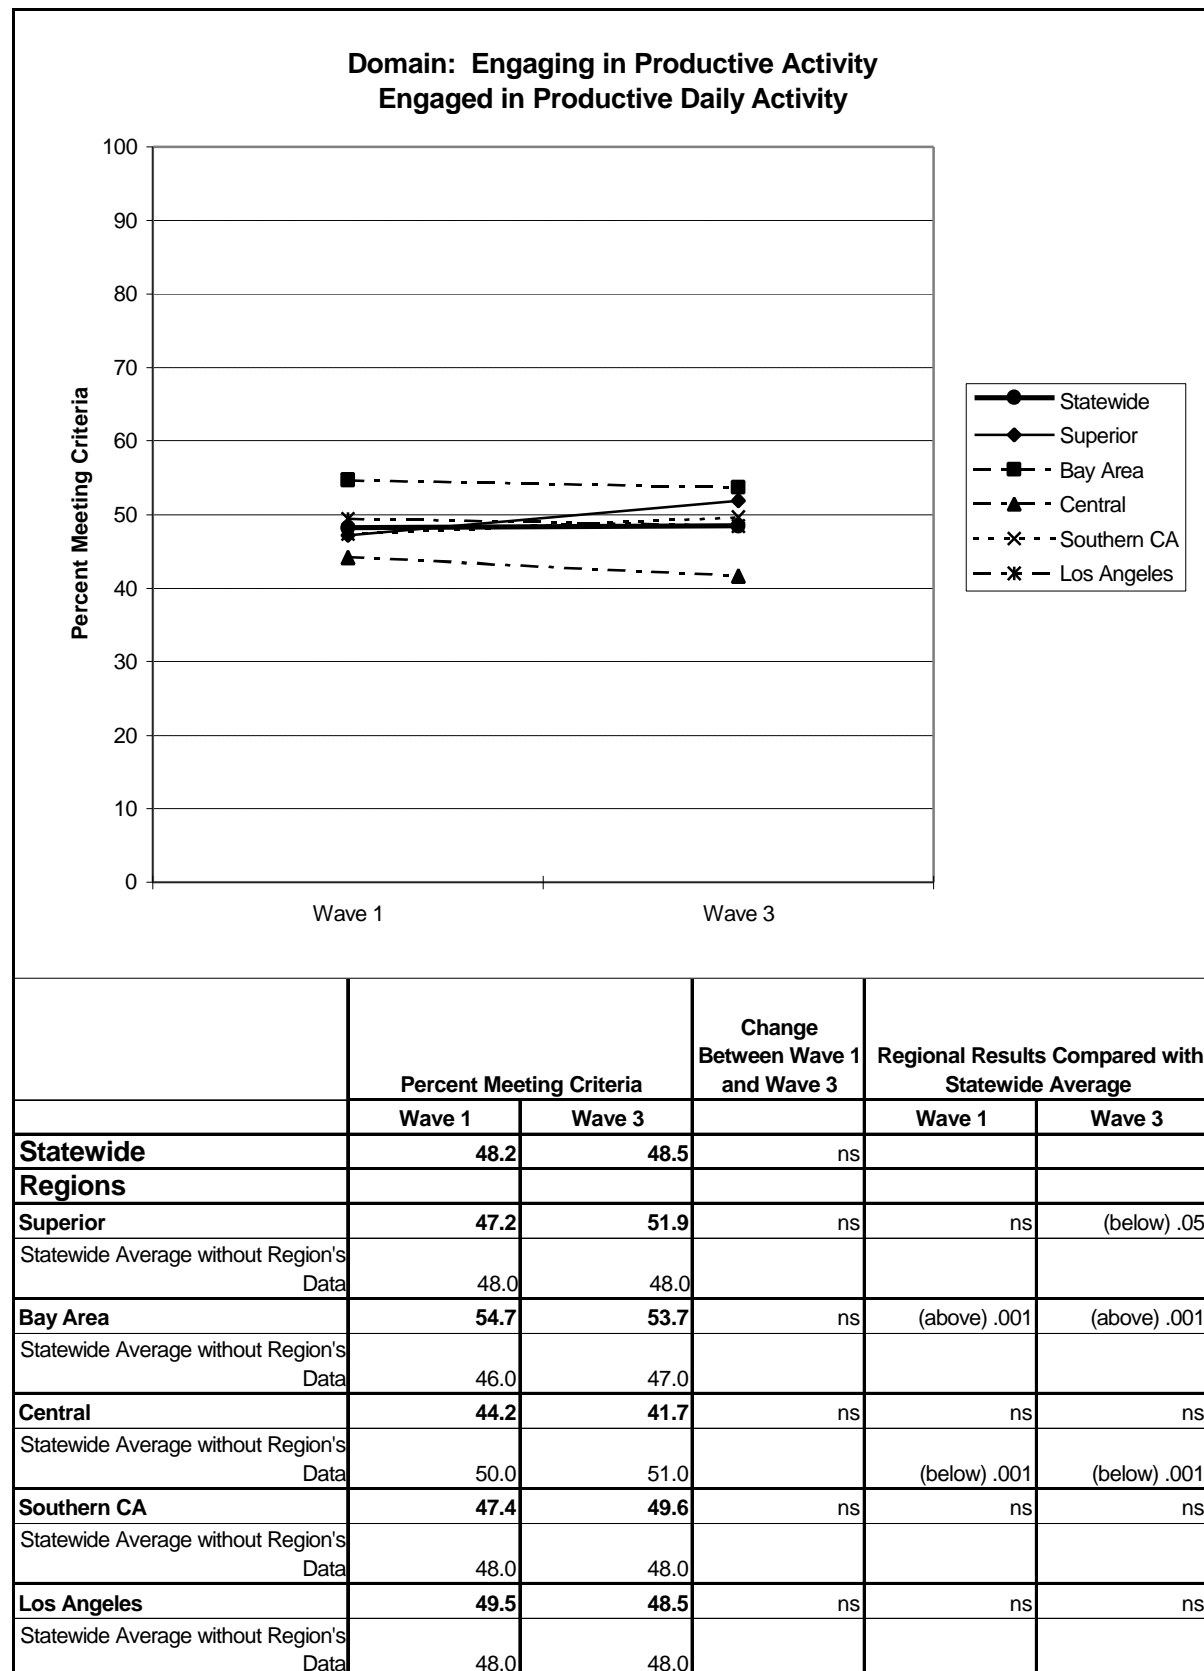 Domain:  Engaging in Productive Activity
Engaged in Productive Daily Activity
100
90
80
70
60
50
40
30
20
10
0
Percent Meeting Criteria
Wave 1 Wave 3
Statewide
Superior
Bay Area
Central
Southern CA
Los Angeles
Percent Meeting Criteria Change Between Wave 1 and Wave 3 Regional Results Compared with Statewide Average
Wave 1 Wave 3 Wave 1 Wave 3
Statewide 48.2 48.5 ns
Regions
Superior 47.2 51.9 ns ns (below) .05
Statewide Average without Region's
Data 48.0 48.0
Bay Area 54.7 53.7 ns (above) .001 (above) .001
Statewide Average without Region's
Data 46.0 47.0
Central 44.2 41.7 ns ns ns
Statewide Average without Region's
Data 50.0 51.0 (below) .001 (below) .001
Southern CA 47.4 49.6 ns ns ns
Statewide Average without Region's
Data 48.0 48.0
Los Angeles 49.5 48.5 ns ns ns
Statewide Average without Region's
Data 48.0 48.0